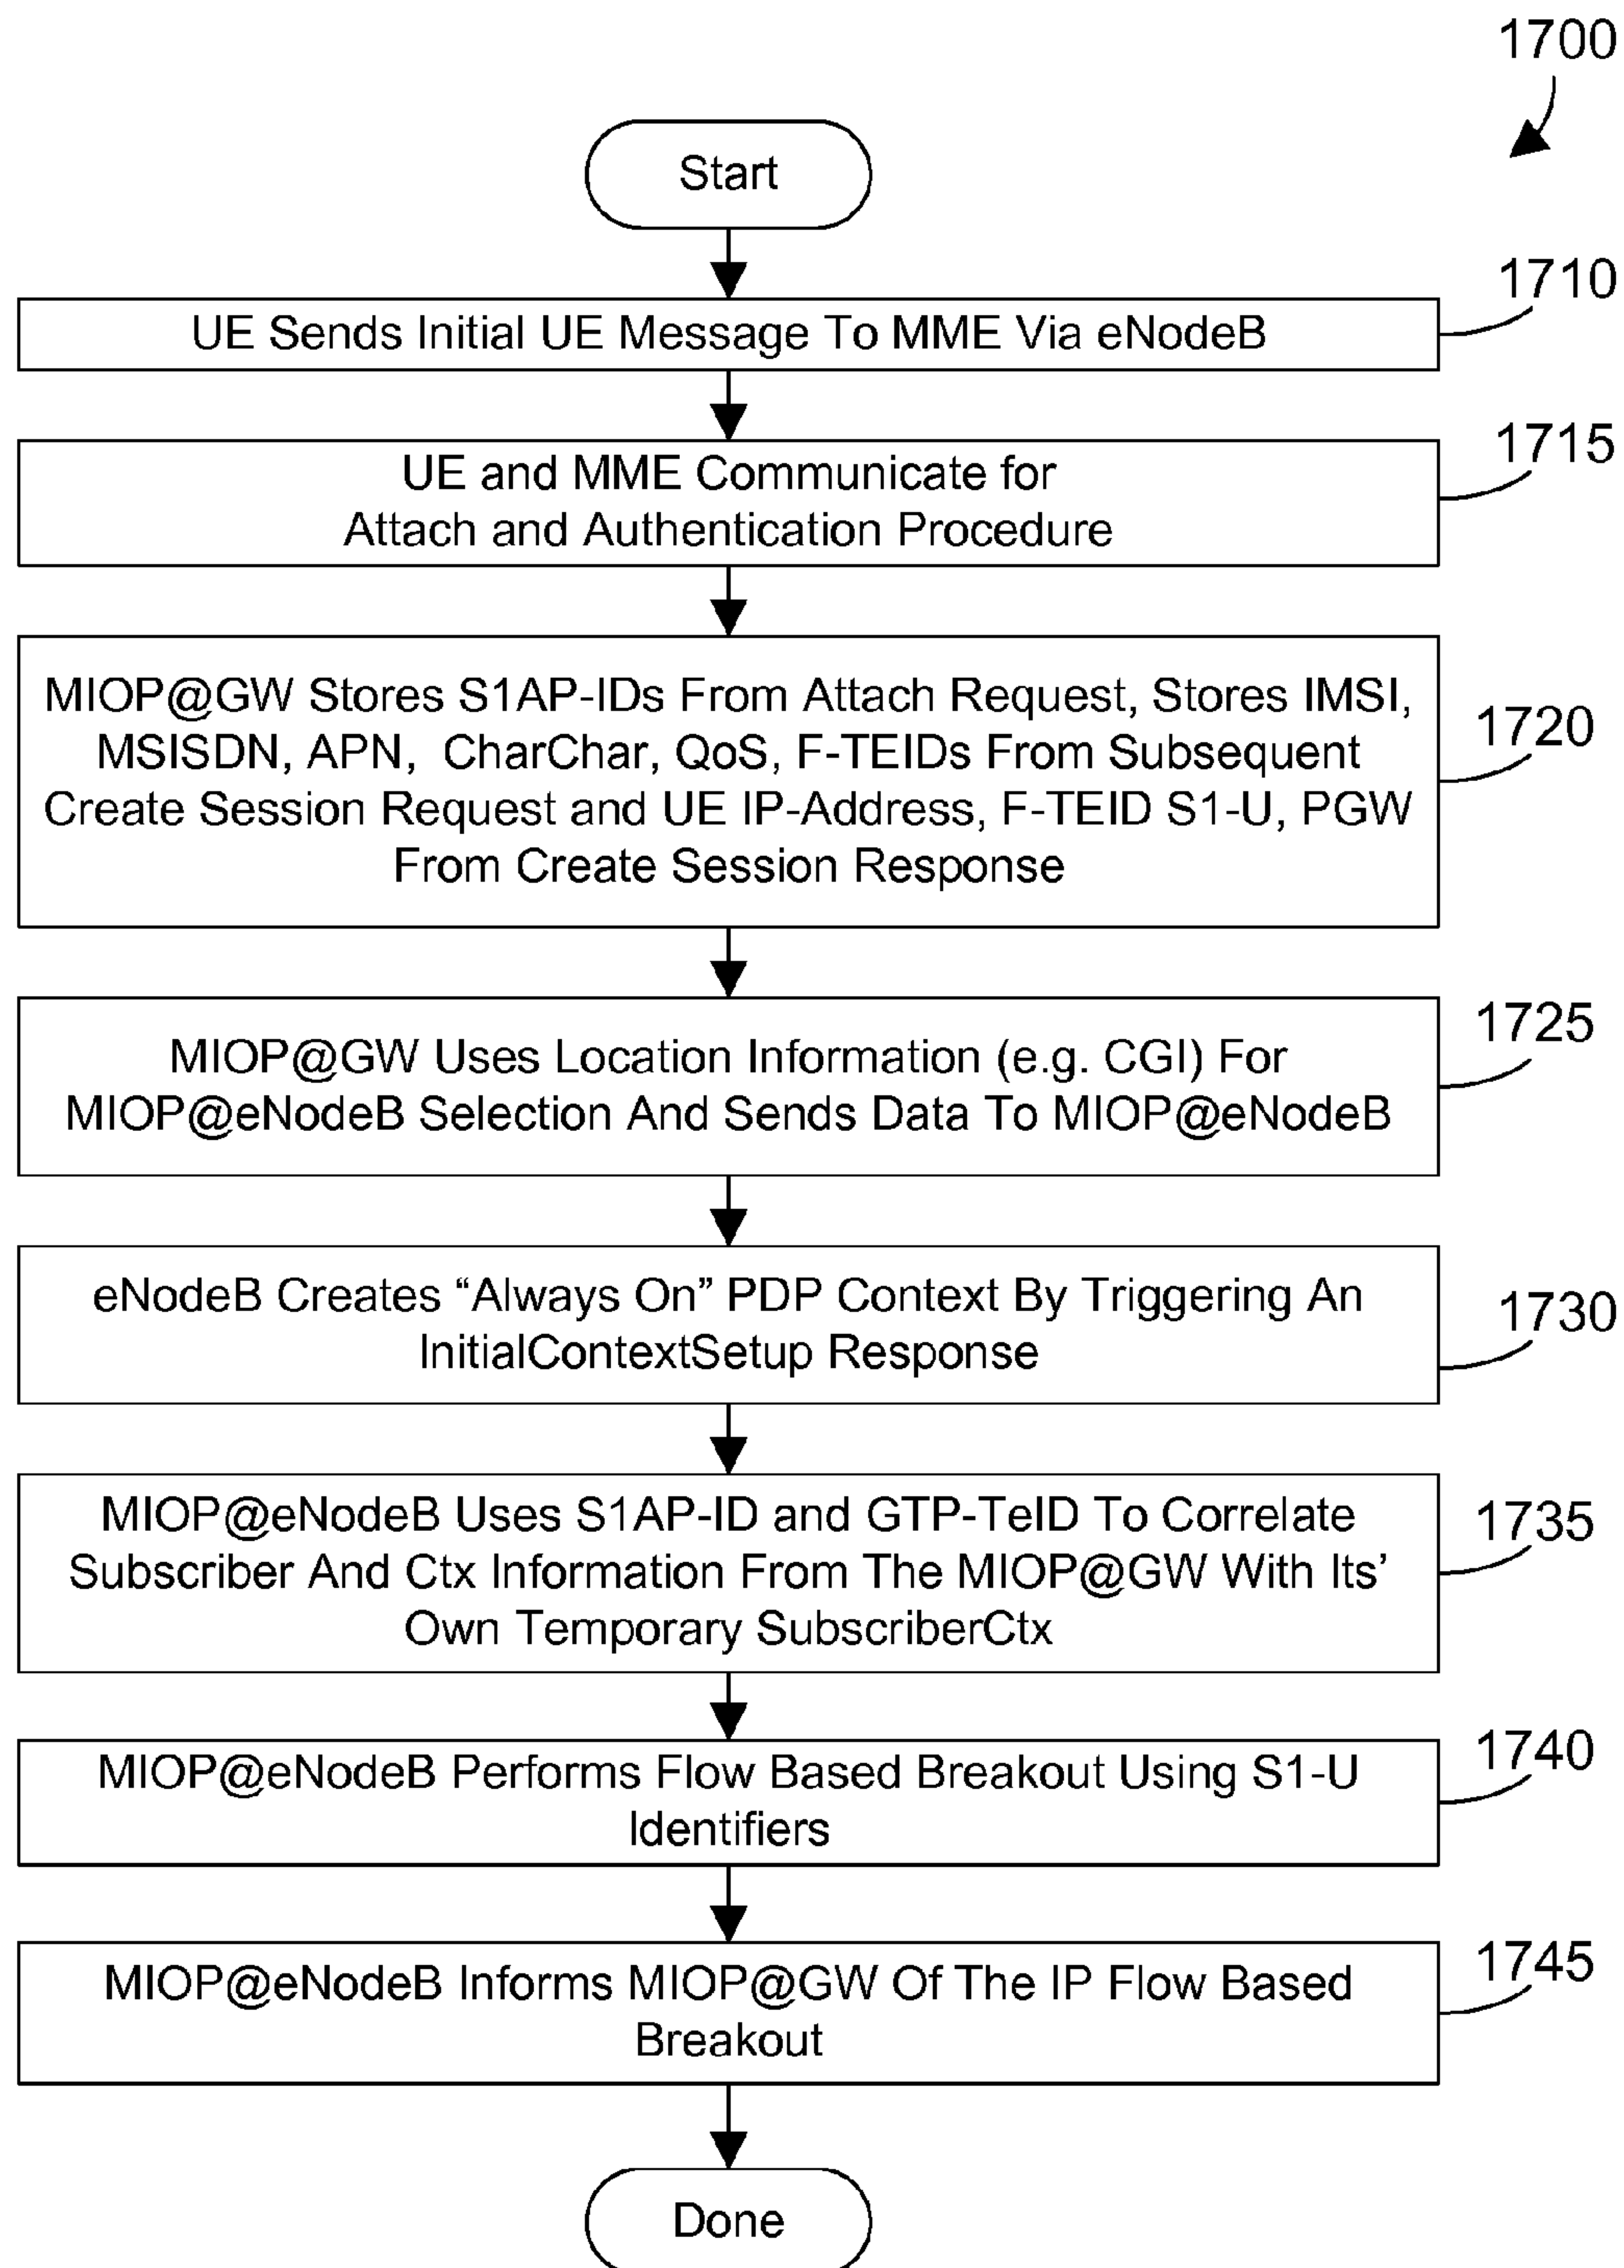 1700
Start
1710
UE Sends Initial UE Message To MME Via eNodeB
1715
UE and MME Communicate for
Attach and Authentication Procedure
1720
MIOP@GW Stores S1AP-IDs From Attach Request, Stores IMSI,
MSISDN, APN, CharChar, QoS, F-TEIDs From Subsequent
Create Session Request and UE IP-Address, F-TEID S1-U, PGW
From Create Session Response
1725
MIOP@GW Uses Location Information (e.g. CGI) For
MIOP@eNodeB Selection And Sends Data To MIOP@eNodeB
1730
eNodeB Creates “Always On” PDP Context By Triggering An
InitialContextSetup Response
1735
MIOP@eNodeB Uses S1AP-ID and GTP-TeID To Correlate
Subscriber And Ctx Information From The MIOP@GW With Its’
Own Temporary SubscriberCtx
1740
MIOP@eNodeB Performs Flow Based Breakout Using S1-U
Identifiers
1745
MIOP@eNodeB Informs MIOP@GW Of The IP Flow Based
Breakout
Done